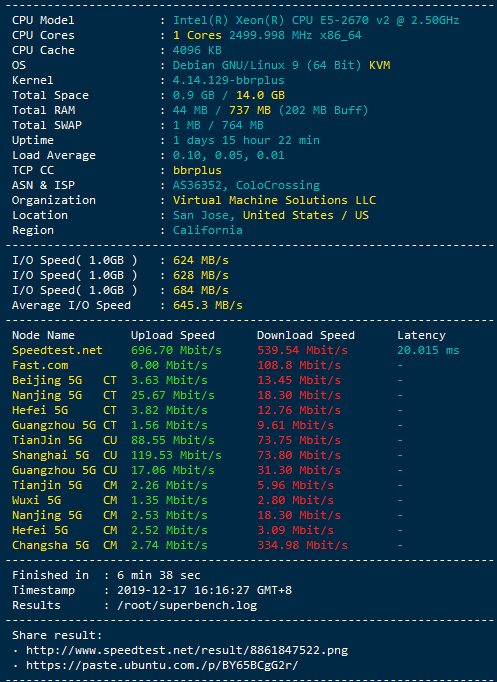 ----------------------------------------------------------------------
CPU Model            : Intel(R) Xeon(R) CPU E5-2670 v2 @ 2.50GHz
CPU Cores            : 1 Cores 2499.998 MHz x86_64
CPU Cache            : 4096 KB
OS                   : Debian GNU/Linux 9 (64 Bit) KVM
Kernel               : 4.14.129-bbrplus
Total Space          : 0.9 GB / 14.0 GB
Total RAM            : 44 MB / 737 MB (202 MB Buff)
Total SWAP           : 1 MB / 764 MB
Uptime               : 1 days 15 hour 22 min
Load Average         : 0.10, 0.05, 0.01
TCP CC               : bbrplus
ASN & ISP            : AS36352, ColoCrossing
Organization         : Virtual Machine Solutions LLC
Location             : San Jose, United States / US
Region               : California
----------------------------------------------------------------------
I/O Speed( 1.0GB )   : 624 MB/s
I/O Speed( 1.0GB )   : 628 MB/s
I/O Speed( 1.0GB )   : 684 MB/s
Average I/O Speed    : 645.3 MB/s
----------------------------------------------------------------------
Node Name        Upload Speed      Download Speed      Latency
Speedtest.net    696.70 Mbit/s     539.54 Mbit/s       20.015 ms
Fast.com         0.00 Mbit/s       108.8 Mbit/s        -
Beijing 5G   CT  3.63 Mbit/s       13.45 Mbit/s        -
Nanjing 5G   CT  25.67 Mbit/s      18.30 Mbit/s        -
Hefei 5G     CT  3.82 Mbit/s       12.76 Mbit/s        -
Guangzhou 5G CT  1.56 Mbit/s       9.61 Mbit/s         -
TianJin 5G   CU  88.55 Mbit/s      73.75 Mbit/s        -
Shanghai 5G  CU  119.53 Mbit/s     73.80 Mbit/s        -
Guangzhou 5G CU  17.06 Mbit/s      31.30 Mbit/s        -
Tianjin 5G   CM  2.26 Mbit/s       5.96 Mbit/s         -
Wuxi 5G      CM  1.35 Mbit/s       2.80 Mbit/s         -
Nanjing 5G   CM  2.53 Mbit/s       18.30 Mbit/s        -
Hefei 5G     CM  2.52 Mbit/s       3.09 Mbit/s         -
Changsha 5G  CM  2.74 Mbit/s       334.98 Mbit/s       -
----------------------------------------------------------------------
Finished in  : 6 min 38 sec
Timestamp    : 2019-12-17 16:16:27 GMT+8
Results      : /root/superbench.log
----------------------------------------------------------------------
Share result:
· http://www.speedtest.net/result/8861847522.png
· https://paste.ubuntu.com./p/BY65BCgG2r/
----------------------------------------------------------------------